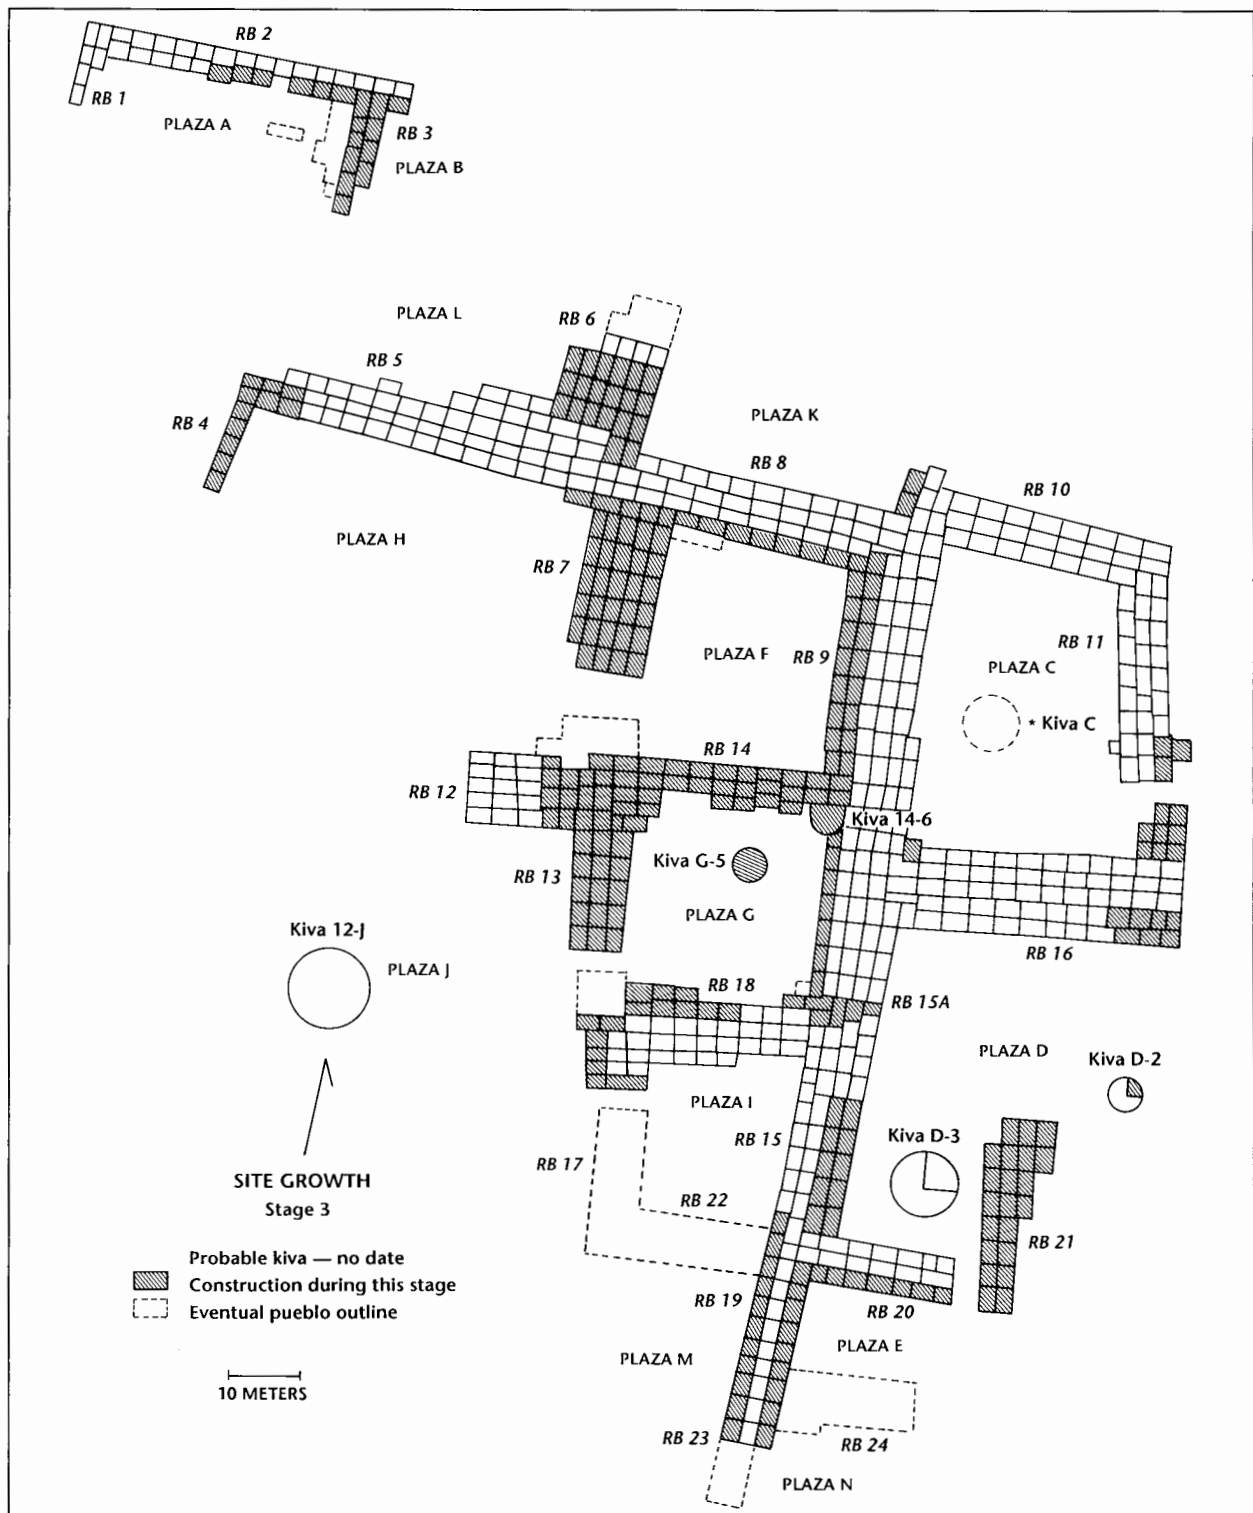 RB 2
RB 1
PLAZA A
RB 3
PLAZA B
PLAZA L
RB 6
RB 5
RB 4
PLAZA K
RB 8
RB 10
PLAZA H
RB 7
RB 11
PLAZA F
RB 9
PLAZA C
* Kiva C
RB 14
RB 12
Kiva 14-6
Kiva G-5
RB 13
PLAZA G
Kiva 12-J
PLAZA J
RB 16
RB 18
RB 15A
PLAZA D
Kiva D-2
PLAZA I
Kiva D-3
RB 15
RB 17
SITE GROWTH
Stage 3
RB 22
RB 21
Probable kiva — no date
Construction during this stage
Eventual pueblo outline
RB 19
RB 20
PLAZA E
PLAZA M
10 METERS
RB 23
RB 24
PLAZA N